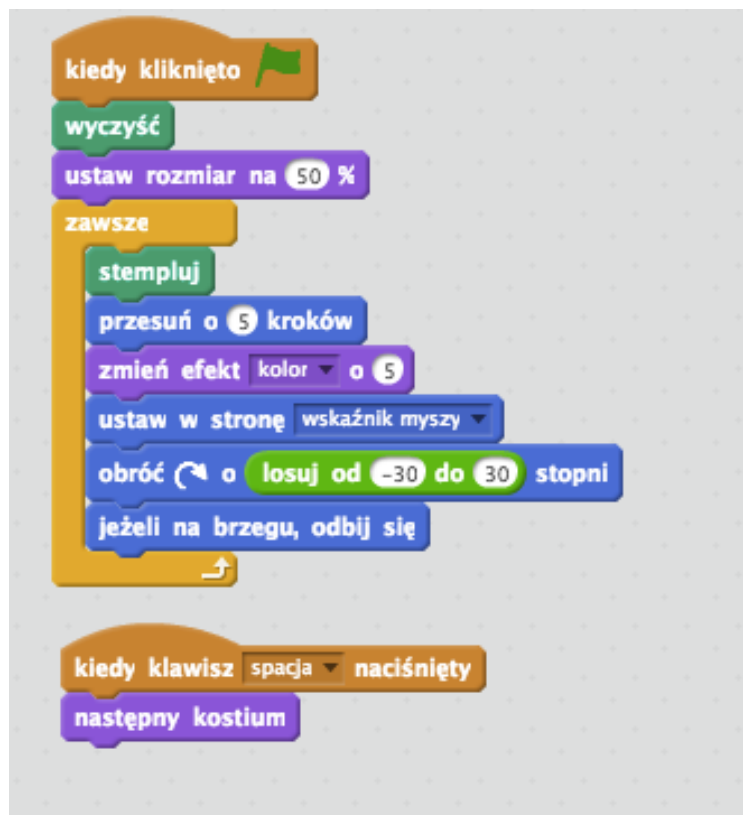 kiedy kliknięto
wyczyść
ustaw rozmiar na 50 %
zawsze
stempluj
przesuń o 5 kroków
zmień efekt kolor o 5
ustaw w stronę wskaźnik myszy
obróć o losuj od -30 do 30 stopni
jeżeli na brzegu, odbij się
kiedy klawisz spacja naciśnięty
następny kostium